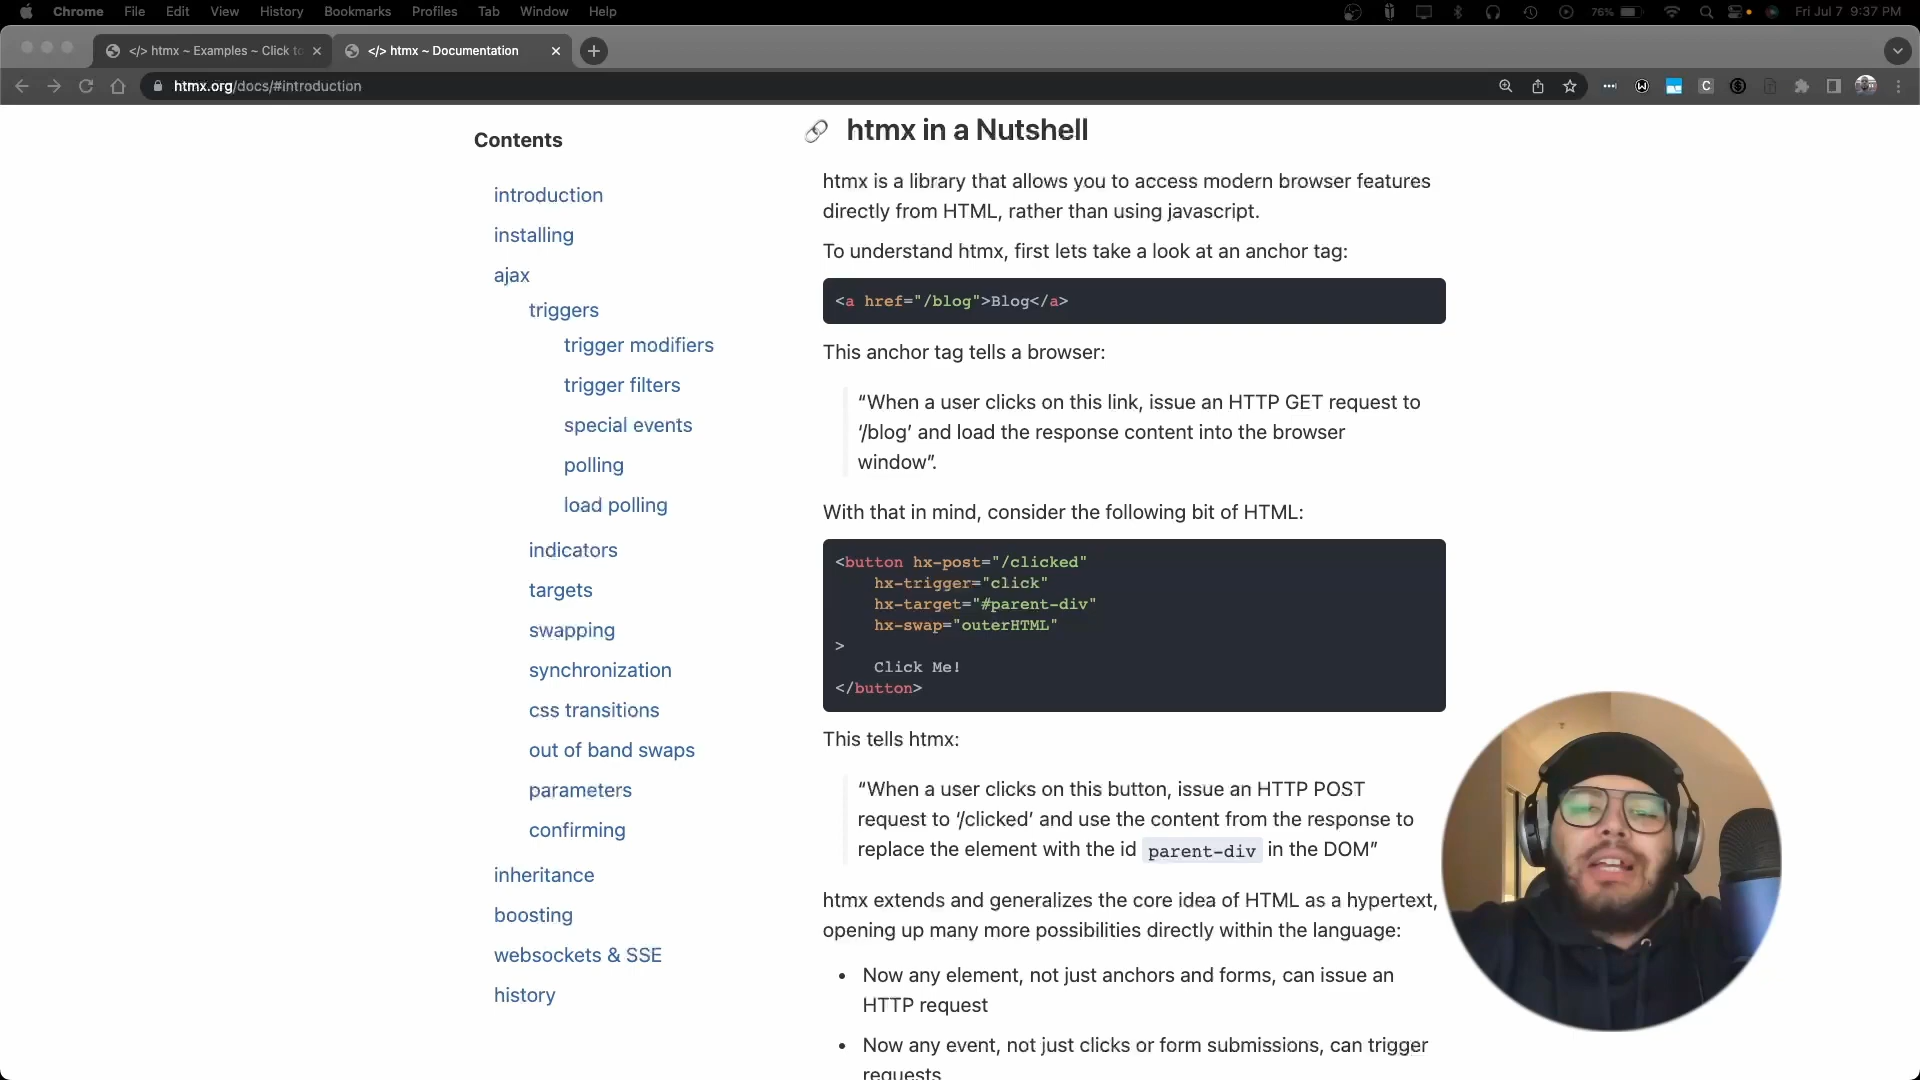 Chrome File Edit View History Bookmarks Profiles Tab Window Help 76% Fri Jul 7 9:37 PM
</> htmx ~ Examples ~ Click to
</> htmx ~ Documentation
htmx.org/docs/#introduction
Contents
introduction
installing
ajax
triggers
trigger modifiers
trigger filters
special events
polling
load polling
indicators
targets
swapping
synchronization
css transitions
out of band swaps
parameters
confirming
inheritance
boosting
websockets & SSE
history
htmx in a Nutshell
htmx is a library that allows you to access modern browser features
directly from HTML, rather than using javascript.
To understand htmx, first lets take a look at an anchor tag:
<a href="/blog">Blog</a>
This anchor tag tells a browser:
“When a user clicks on this link, issue an HTTP GET request to
‘/blog’ and load the response content into the browser
window”.
With that in mind, consider the following bit of HTML:
<button hx-post="/clicked"
hx-trigger="click"
hx-target="#parent-div"
hx-swap="outerHTML"
>
Click Me!
</button>
This tells htmx:
“When a user clicks on this button, issue an HTTP POST
request to ‘/clicked’ and use the content from the response to
replace the element with the id parent-div in the DOM”
htmx extends and generalizes the core idea of HTML as a hypertext,
opening up many more possibilities directly within the language:
• Now any element, not just anchors and forms, can issue an
HTTP request
• Now any event, not just clicks or form submissions, can trigger
requests